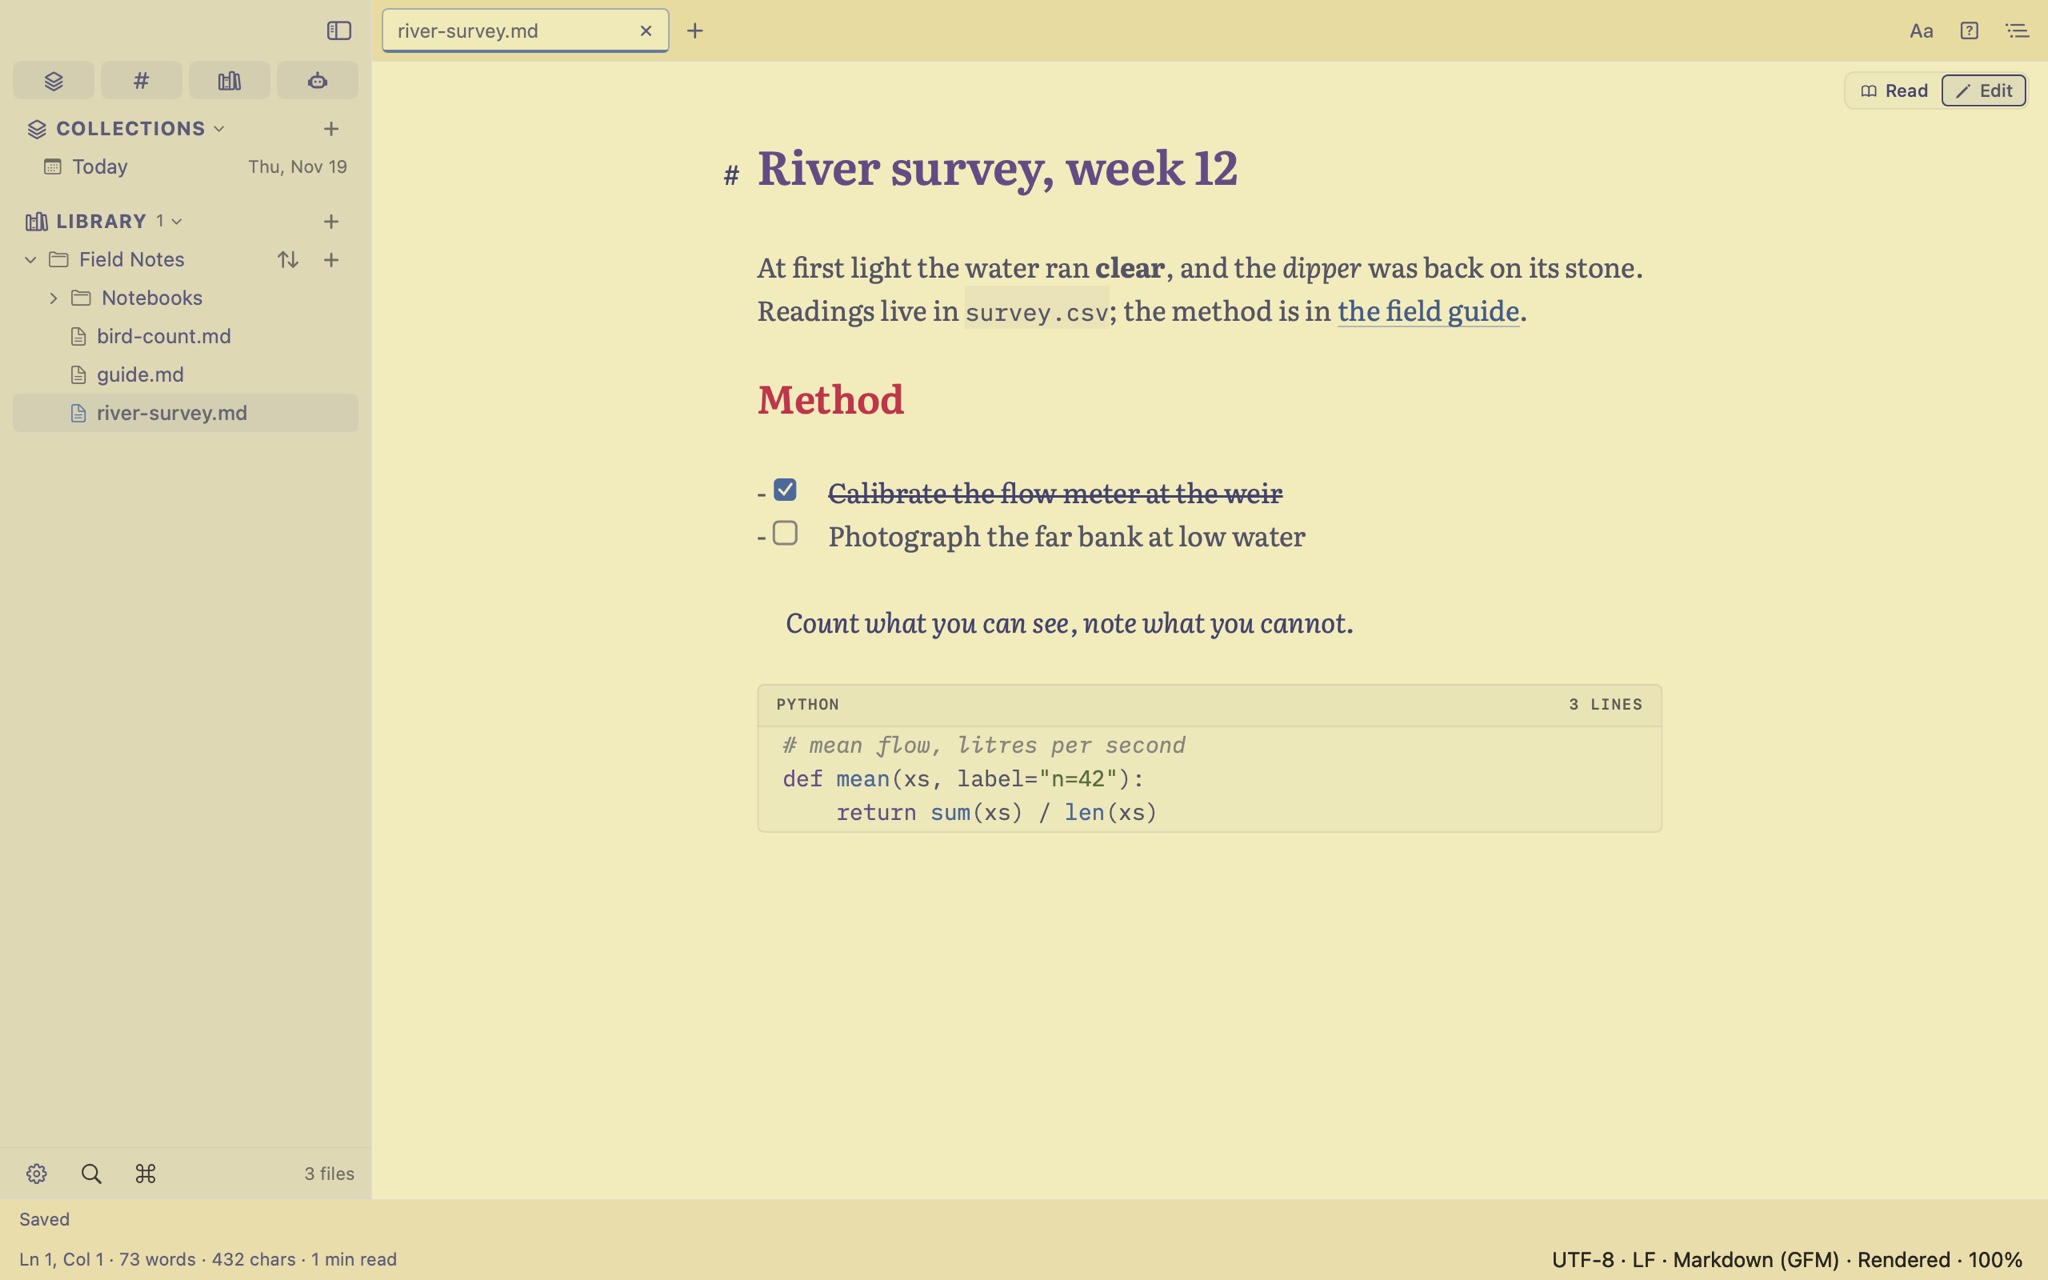 river-survey.md
Aa
Read
Edit
#
COLLECTIONS
Today
Thu, Nov 19
LIBRARY 1
Field Notes
Notebooks
bird-count.md
guide.md
river-survey.md
3 files
# River survey, week 12
At first light the water ran clear, and the dipper was back on its stone.
Readings live in survey.csv; the method is in the field guide.
Method
- Calibrate the flow meter at the weir
- Photograph the far bank at low water
Count what you can see, note what you cannot.
PYTHON
3 LINES
# mean flow, litres per second
def mean(xs, label="n=42"):
    return sum(xs) / len(xs)
Saved
Ln 1, Col 1 · 73 words · 432 chars · 1 min read
UTF-8 · LF · Markdown (GFM) · Rendered · 100%